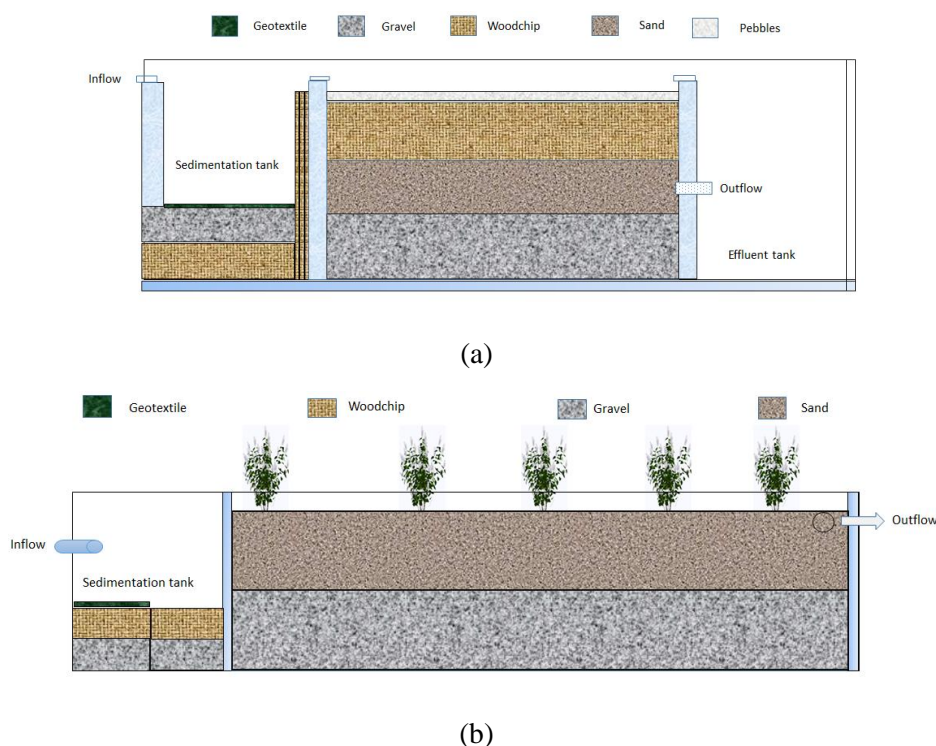 Geotextile Gravel Woodchip Sand Pebbles
Inflow
Sedimentation tank
Outflow
Effluent tank
(a)
Geotextile Woodchip Gravel Sand
Outflow
Inflow
Sedimentation tank
(b)